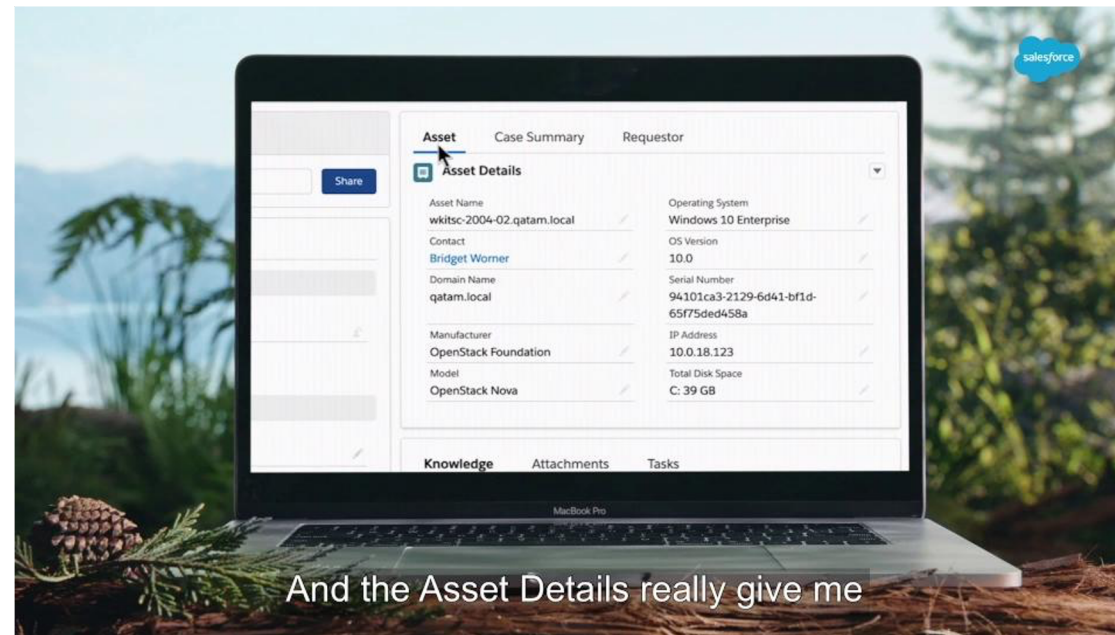 salesforce
Asset Case Summary Requestor
Share
Asset Details
Asset Name
wkitsc-2004-02.qatam.local
Operating System
Windows 10 Enterprise
Contact
Bridget Worner
OS Version
10.0
Domain Name
qatam.local
Serial Number
94101ca3-2129-6d41-bf1d-
65f75ded458a
Manufacturer
OpenStack Foundation
IP Address
10.0.18.123
Model
OpenStack Nova
Total Disk Space
C: 39 GB
Knowledge Attachments Tasks
MacBook Pro
And the Asset Details really give me